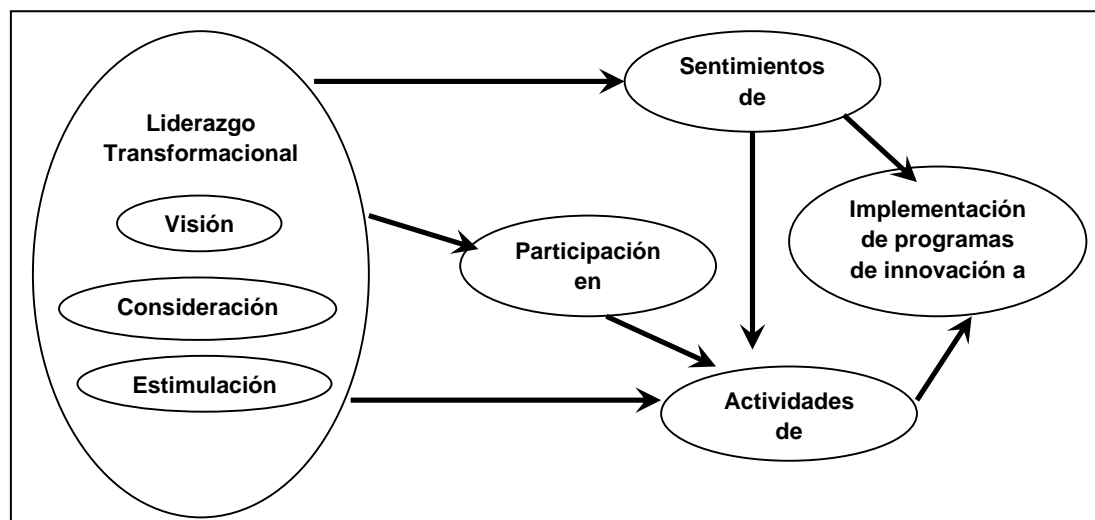 Liderazgo
Transformacional
Visión
Consideración
Estimulación
Sentimientos
de
Participación
en
Implementación
de programas
de innovación a
Actividades
de